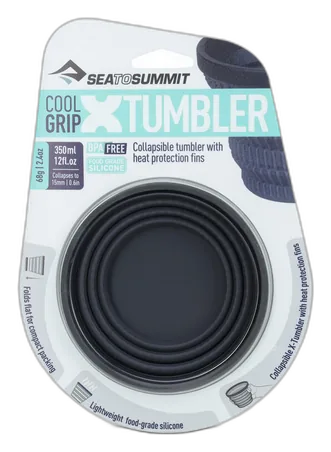 SEA TO SUMMIT
COOL
GRIP
X TUMBLER
68g | 2.4oz
350ml
12fl.oz
Collapses to
15mm | 0.6in
BPA FREE
FOOD GRADE
SILICONE
Collapsible tumbler with
heat protection fins
Folds flat for compact packing
Lightweight food-grade silicone
Collapsible X-Tumbler with heat protection fins